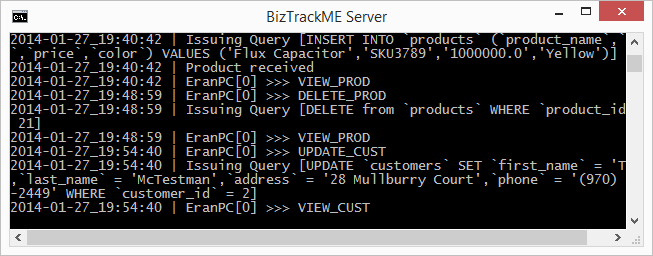 BizTrackME Server
2014-01-27_19:40:42 | Issuing Query [INSERT INTO `products` (`product_name`,`
`,`price`,`color`) VALUES ('Flux Capacitor','SKU3789','1000000.0','Yellow')]
2014-01-27_19:40:42 | Product received
2014-01-27_19:40:42 | EranPC[0] >>> VIEW_PROD
2014-01-27_19:48:59 | EranPC[0] >>> DELETE_PROD
2014-01-27_19:48:59 | Issuing Query [DELETE from `products` WHERE `product_id
21]
2014-01-27_19:48:59 | EranPC[0] >>> VIEW_PROD
2014-01-27_19:54:40 | EranPC[0] >>> UPDATE_CUST
2014-01-27_19:54:40 | Issuing Query [UPDATE `customers` SET `first_name` = 'T
,`last_name` = 'McTestman',`address` = '28 Mullburry Court',`phone` = '(970)
-2449' WHERE `customer_id` = 2]
2014-01-27_19:54:40 | EranPC[0] >>> VIEW_CUST